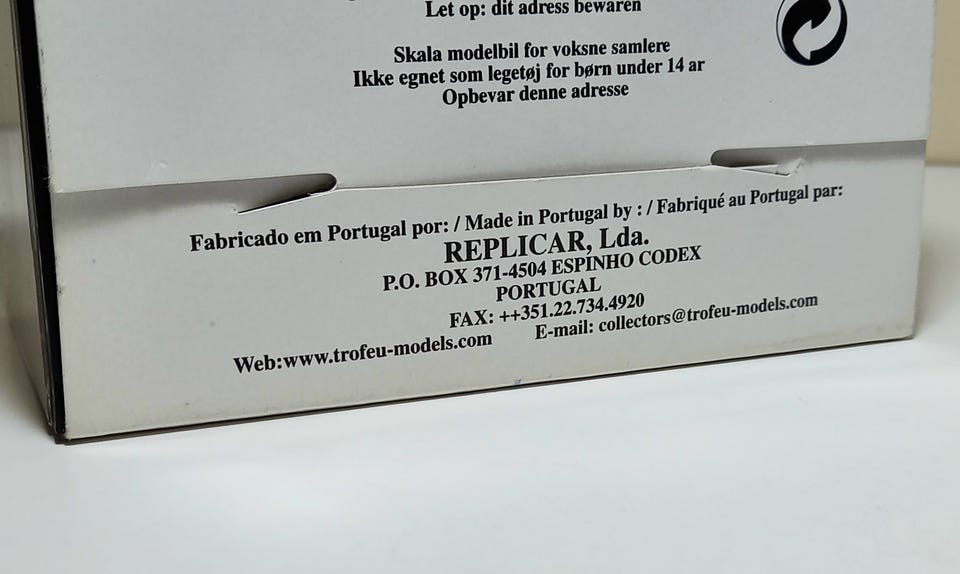 Let op: dit adress bewaren
Skala modelbil for voksne samlere
Ikke egnet som legetøj for børn under 14 ar
Opbevar denne adresse
Fabricado em Portugal por: / Made in Portugal by : / Fabriqué au Portugal par:
REPLICAR, Lda.
P.O. BOX 371-4504 ESPINHO CODEX
PORTUGAL
FAX: ++351.22.734.4920
Web:www.trofeu-models.com E-mail: collectors@trofeu-models.com